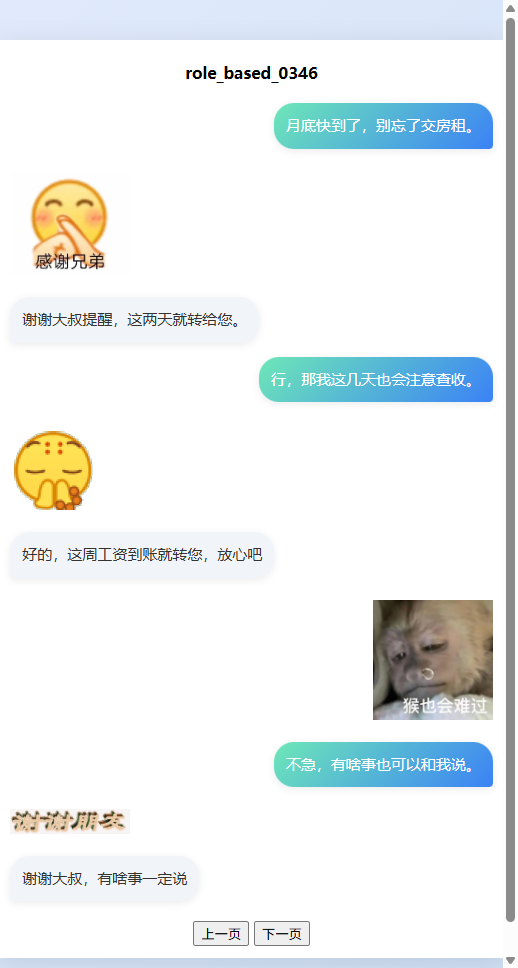 role_based_0346
月底快到了，别忘了交房租。
感谢兄弟
谢谢大叔提醒，这两天就转给您。
行，那我这几天也会注意查收。
好的，这周工资到账就转您，放心吧
猴也会难过
不急，有啥事也可以和我说。
谢谢朋友
谢谢大叔，有啥事一定说
上一页 下一页